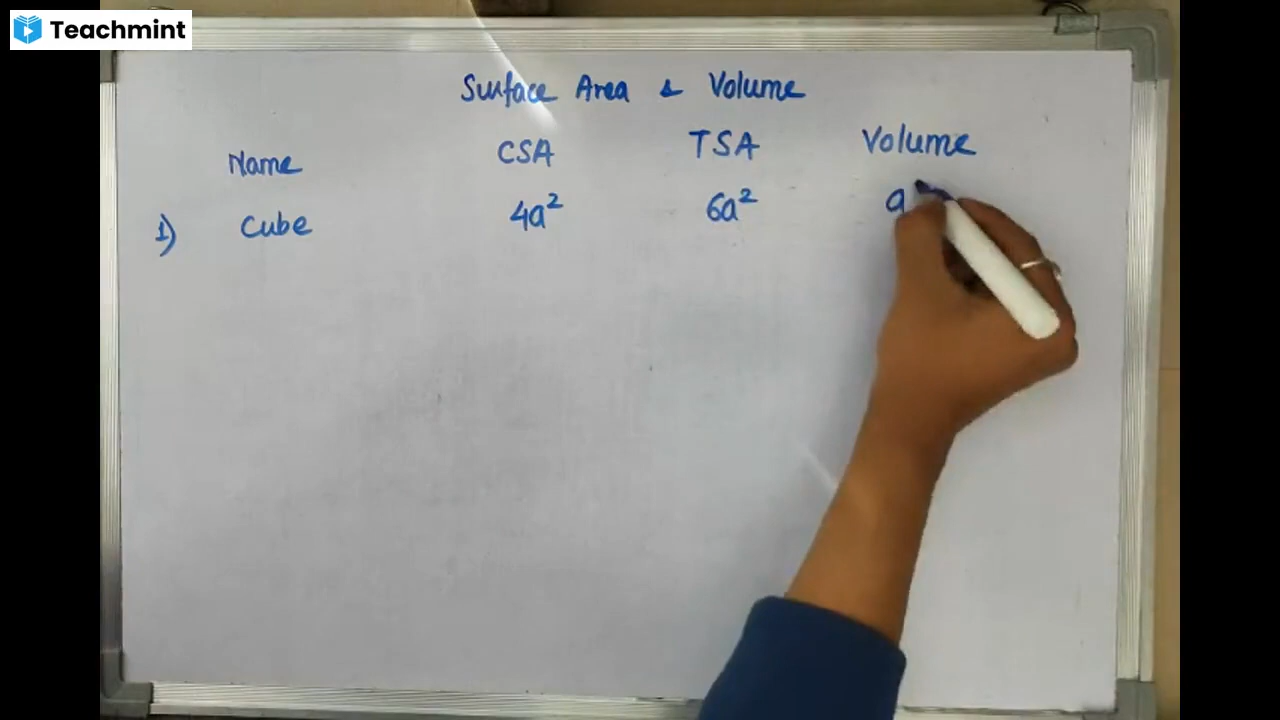 Teachmint
Surface Area & Volume
Name CSA TSA Volume
1) Cube 4a² 6a² a